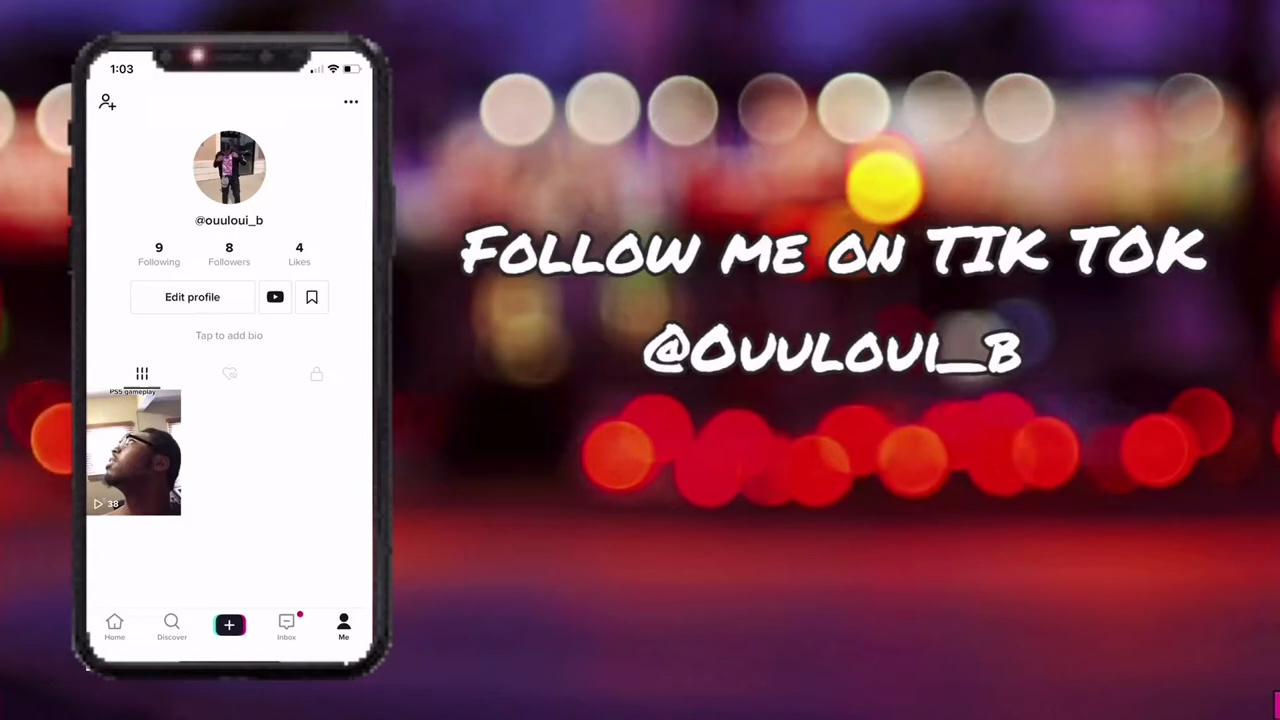 1:03
@ouuloui_b
9 8 4
Following Followers Likes
Edit profile
Tap to add bio
PS5 gameplay
38
Home Discover Inbox Me
Follow me on TIK TOK
@Ouuloui_b